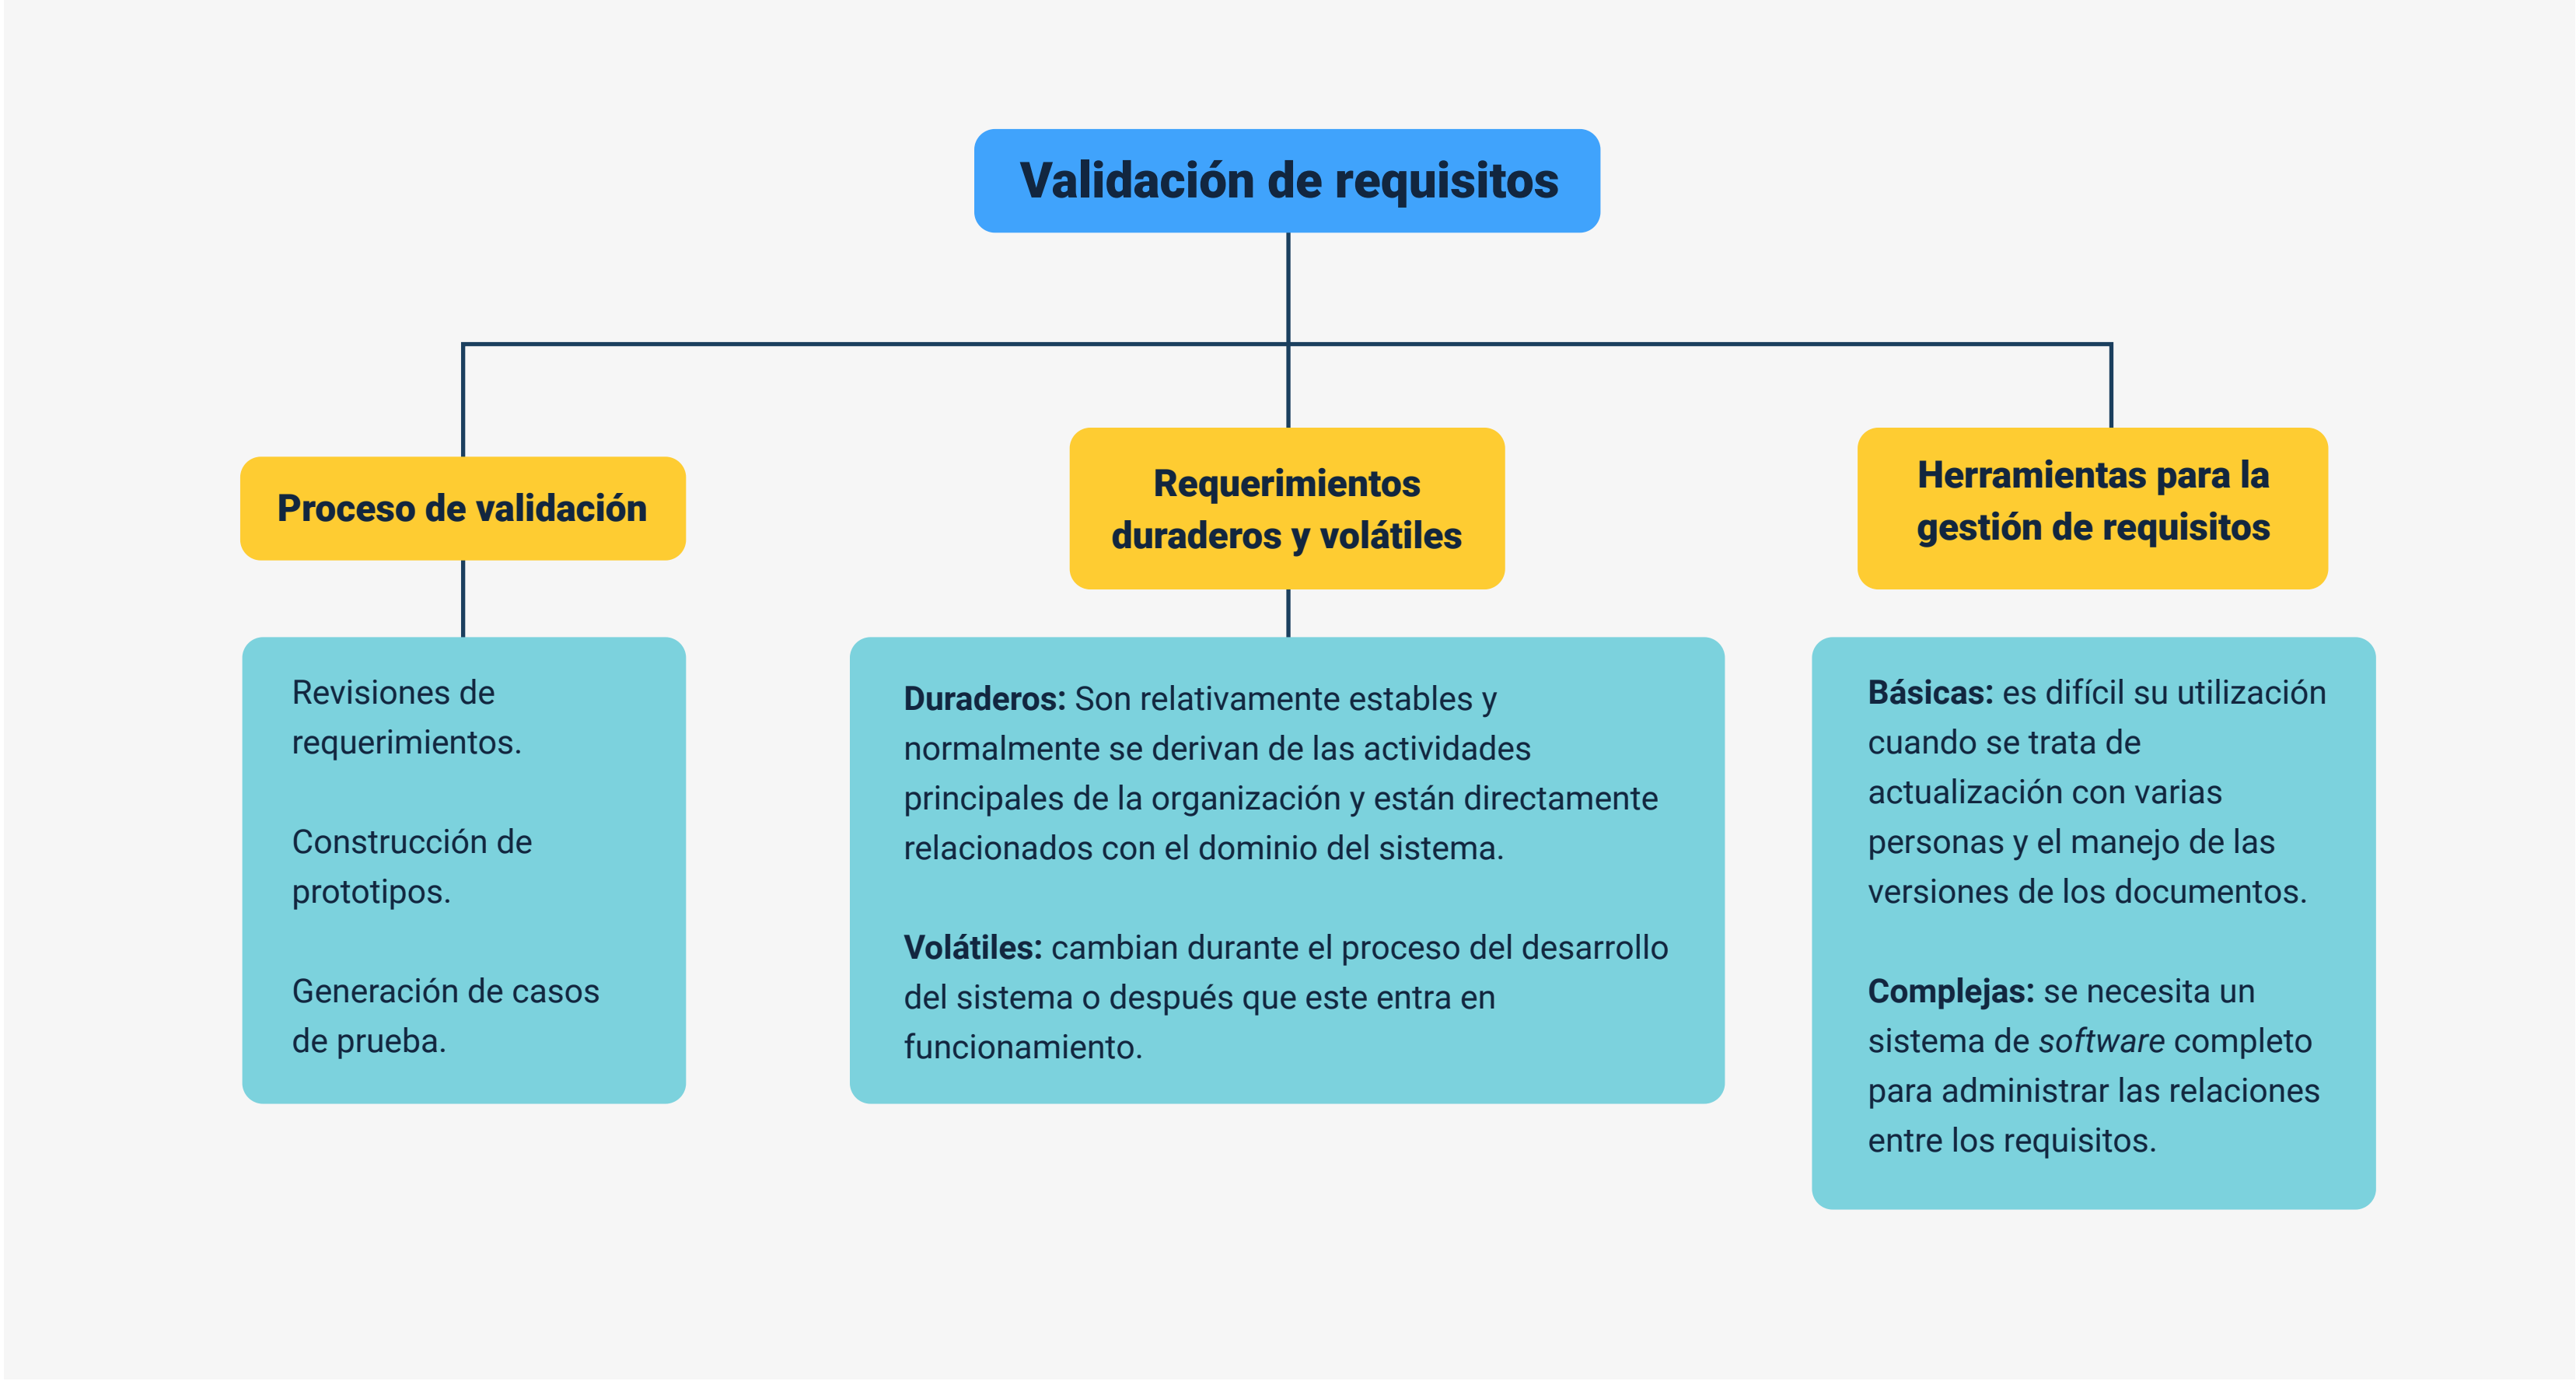 Validación de requisitos
Proceso de validación
Revisiones de
requerimientos.
Construcción de
prototipos.
Generación de casos
de prueba.
Requerimientos
duraderos y volátiles
Duraderos: Son relativamente estables y
normalmente se derivan de las actividades
principales de la organización y están directamente
relacionados con el dominio del sistema.
Volátiles: cambian durante el proceso del desarrollo
del sistema o después que este entra en
funcionamiento.
Herramientas para la
gestión de requisitos
Básicas: es difícil su utilización
cuando se trata de
actualización con varias
personas y el manejo de las
versiones de los documentos.
Complejas: se necesita un
sistema de software completo
para administrar las relaciones
entre los requisitos.